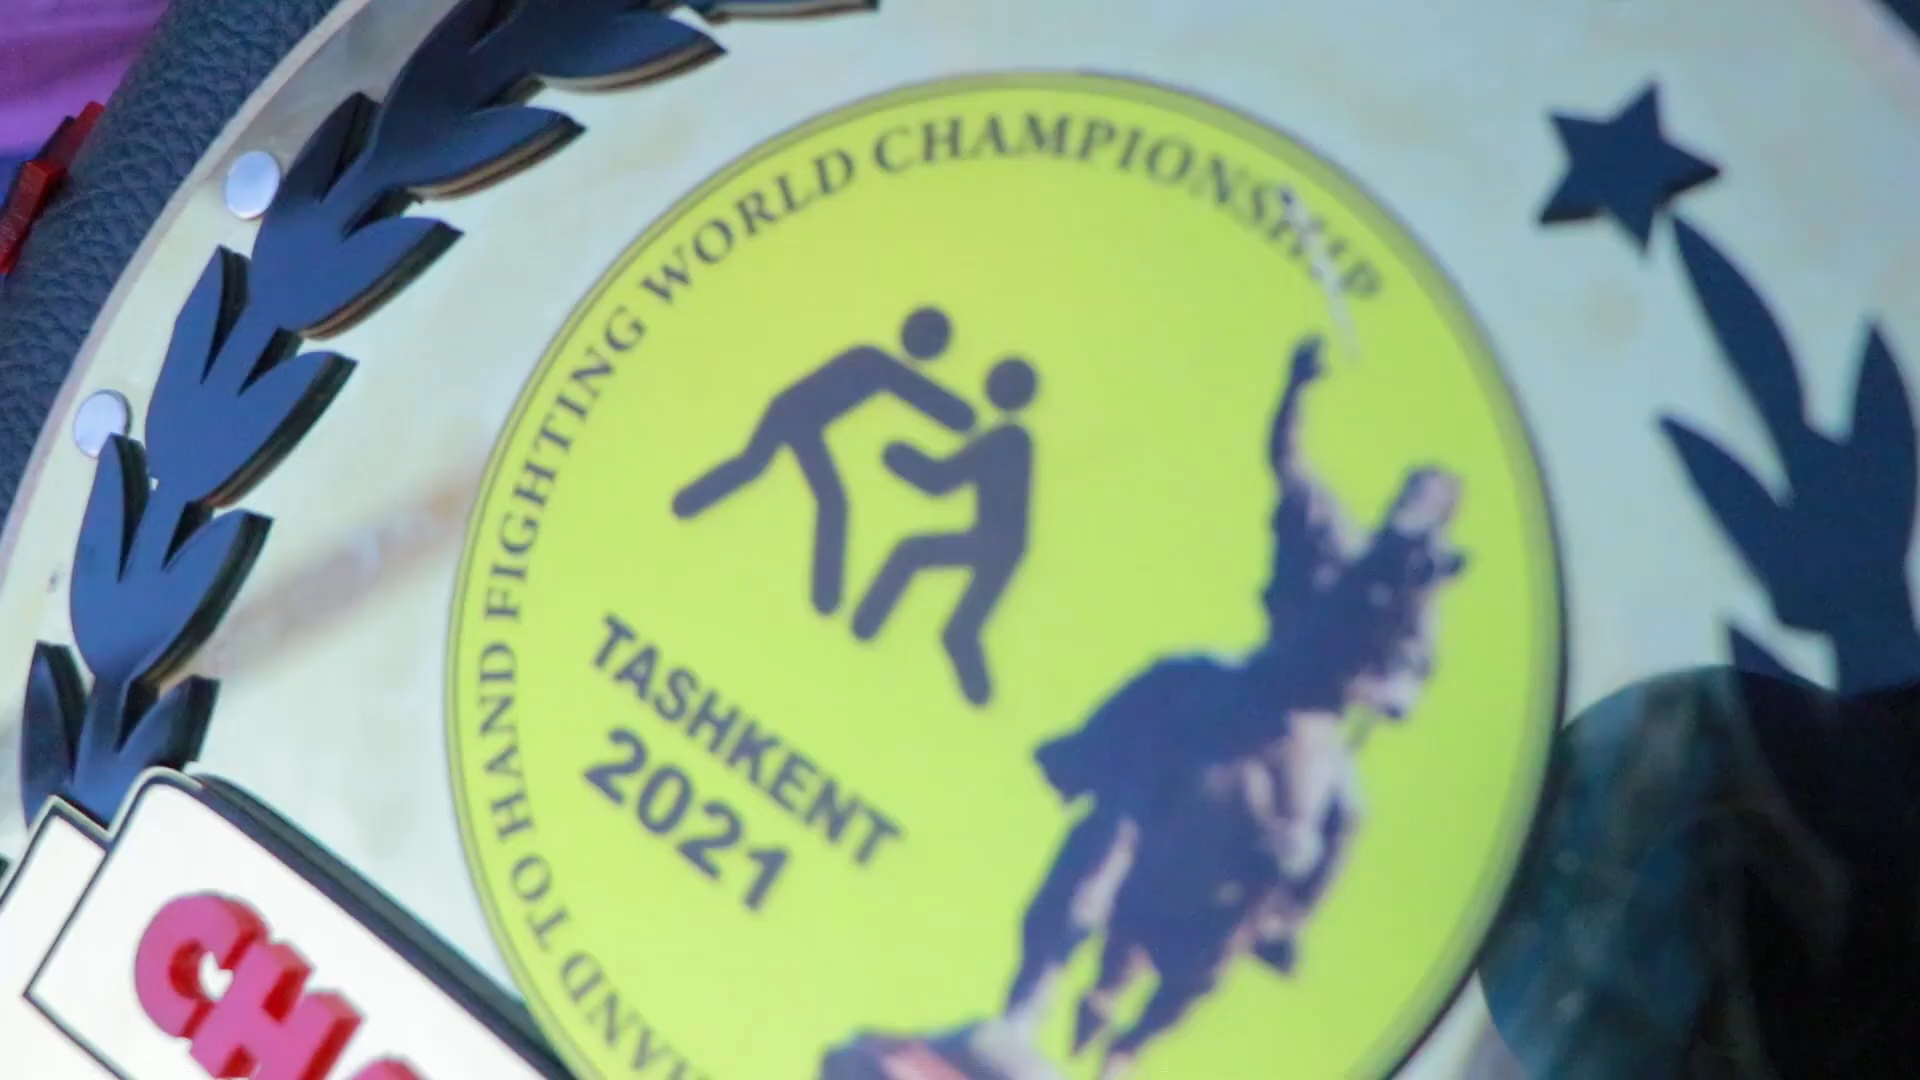 HAND TO HAND FIGHTING WORLD CHAMPIONSHIP
TASHKENT
2021